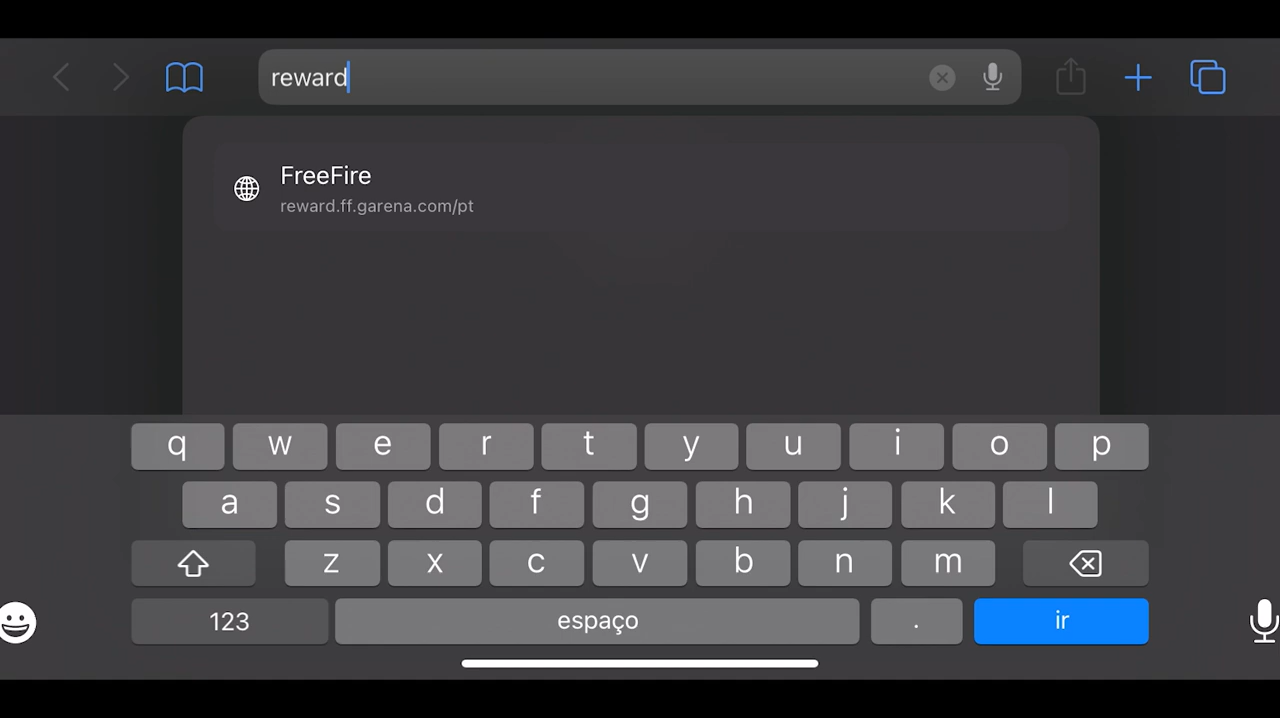 reward
FreeFire
reward.ff.garena.com/pt
q w e r t y u i o p
a s d f g h j k l
z x c v b n m
123 espaço . ir